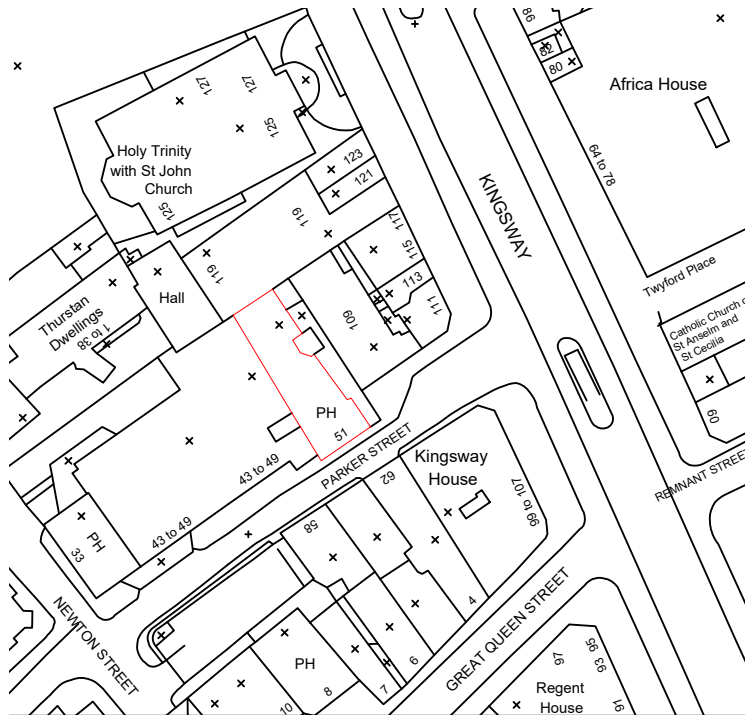 98
82
80
Africa House
64 to 78
127
127
125
Holy Trinity
with St John
Church
125
123
121
119
119
117
115
113
111
109
KINGSWAY
Twyford Place
Catholic Church of
St Anselm and
St Cecilia
60
REMNANT STREET
Hall
Thurstan
Dwellings
1 to 38
PH
51
PARKER STREET
43 to 49
43 to 49
PH
33
Kingsway
House
99 to 107
62
58
NEWTON STREET
GREAT QUEEN STREET
4
6
7
8
10
PH
97
95
93
91
Regent
House